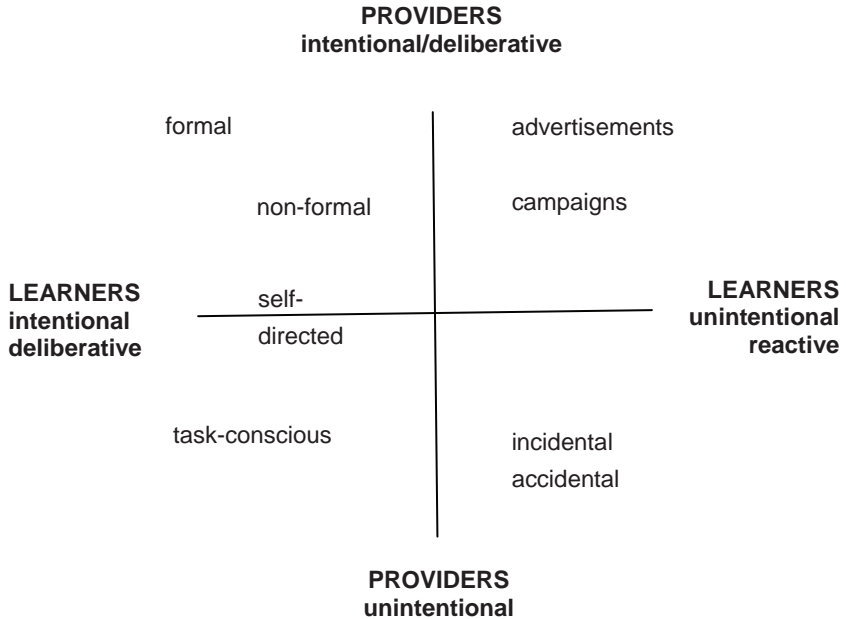 PROVIDERS
intentional/deliberative
formal
advertisements
non-formal
campaigns
LEARNERS
intentional
deliberative
self-
directed
LEARNERS
unintentional
reactive
task-conscious
incidental
accidental
PROVIDERS
unintentional